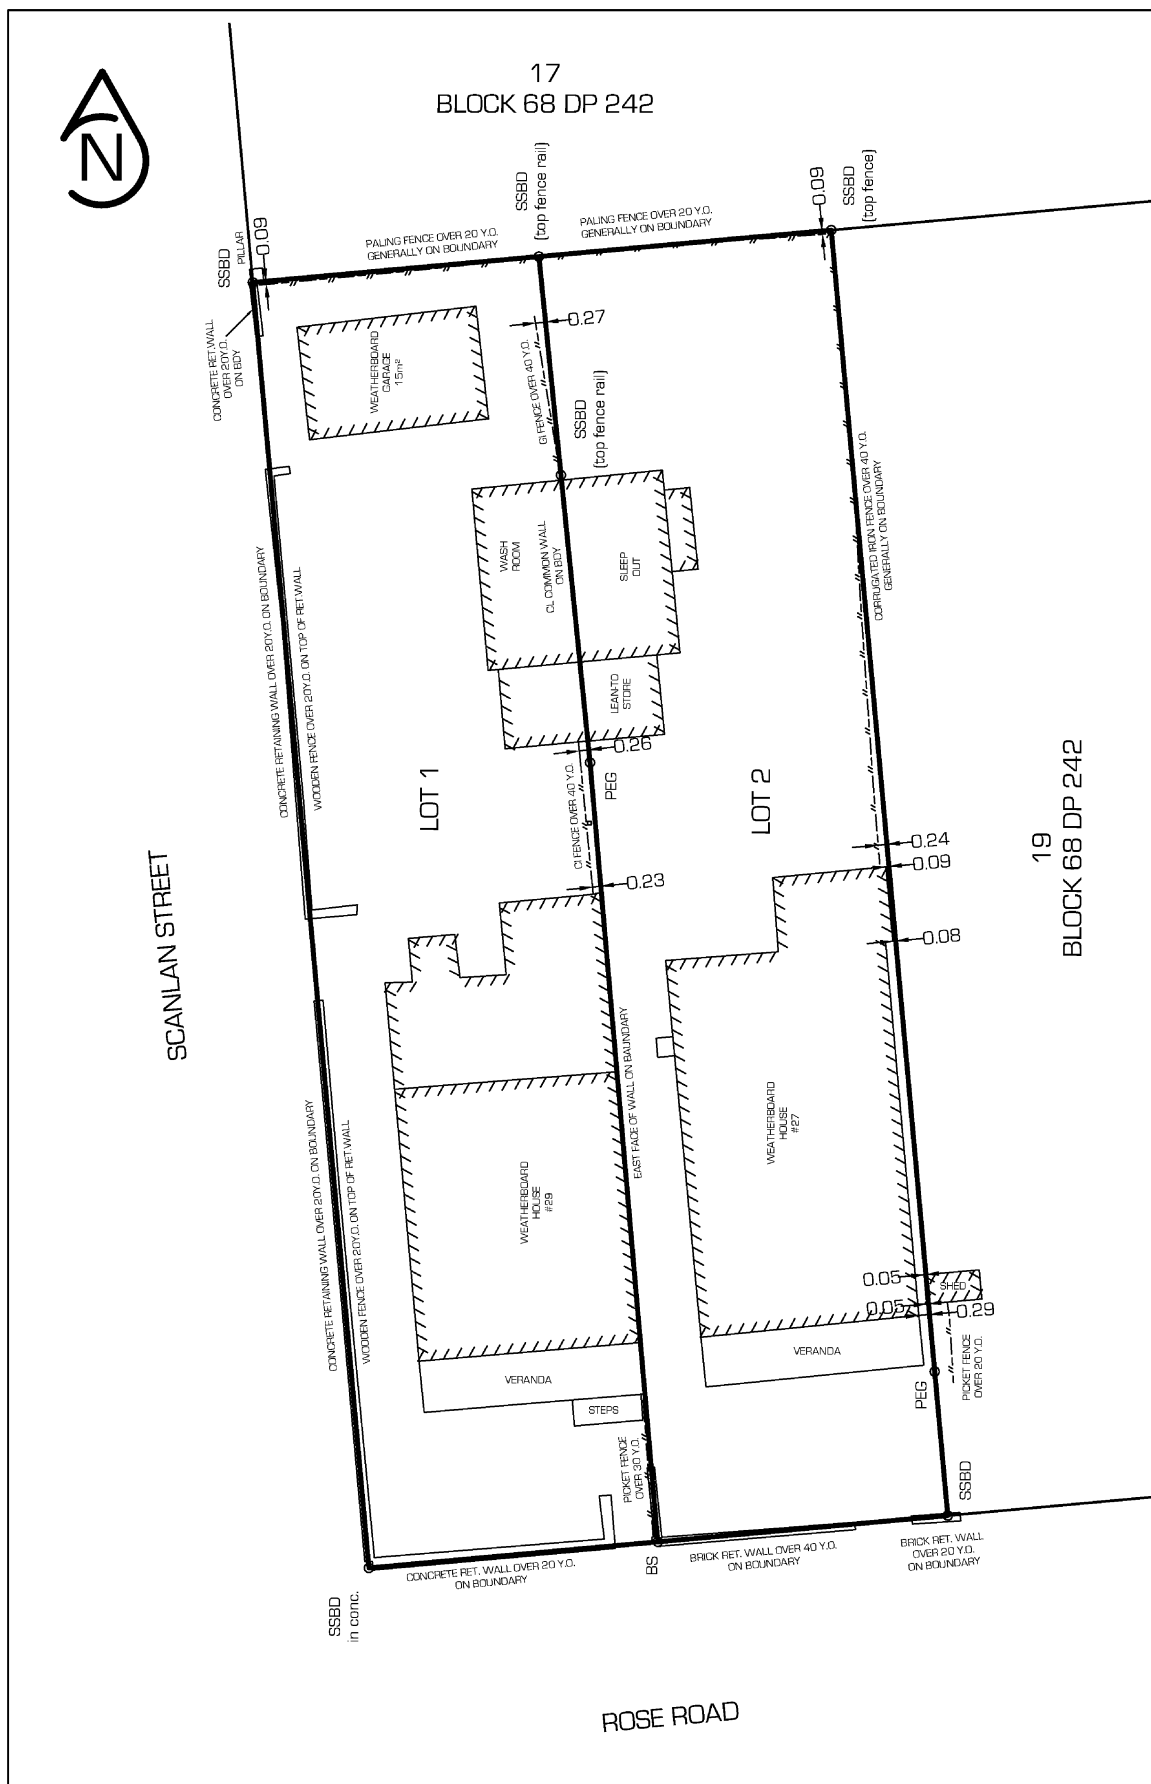 17
BLOCK 68 DP 242
N
SSBD
PILLAR
0.09
PALING FENCE OVER 20 Y.O.
GENERALLY ON BOUNDARY
SSBD
(top fence rail)
PALING FENCE OVER 20 Y.O.
GENERALLY ON BOUNDARY
0.09
SSBD
(top fence)
CONCRETE RET.WALL
OVER 20Y.O.
ON BDY
WEATHERBOARD
GARAGE
15m²
0.27
GI FENCE OVER 40 Y.O.
SSBD
(top fence rail)
CORRUGATED IRON FENCE OVER 40 Y.O.
GENERALLY ON BOUNDARY
CONCRETE RETAINING WALL OVER 20Y.O. ON BOUNDARY
WOODEN FENCE OVER 20Y.O. ON TOP OF RET.WALL
WASH
ROOM
CL COMMON WALL
ON BDY
SLEEP
OUT
LEAN-TO
STORE
0.26
PEG
CI FENCE OVER 40 Y.O.
LOT 1
LOT 2
0.23
0.24
0.09
0.08
19
BLOCK 68 DP 242
SCANLAN STREET
CONCRETE RETAINING WALL OVER 20Y.O. ON BOUNDARY
WOODEN FENCE OVER 20Y.O. ON TOP OF RET.WALL
EAST FACE OF WALL ON BAUNDARY
WEATHERBOARD
HOUSE
#29
WEATHERBOARD
HOUSE
#27
0.05
SHED
0.05
0.29
VERANDA
VERANDA
STEPS
PICKET FENCE
OVER 20 Y.O.
PEG
PICKET FENCE
OVER 30 Y.O.
SSBD
BS
CONCRETE RET. WALL OVER 20 Y.O.
ON BOUNDARY
BRICK RET. WALL OVER 40 Y.O.
ON BOUNDARY
BRICK RET. WALL
OVER 20 Y.O.
ON BOUNDARY
SSBD
in conc.
ROSE ROAD